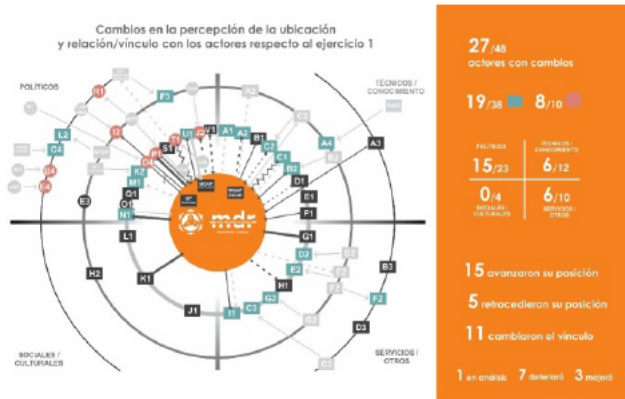 Cambios en la percepción de la ubicación
y relación/vínculo con los actores respecto al ejercicio 1
POLÍTICOS
TÉCNICOS /
CONOCIMIENTO
SOCIALES /
CULTURALES
SERVICIOS /
OTROS
mdr
R1
F3
I2
S1
D4
U1
J2
V1
A1
A2
B1
C2
C1
B2
A4
A3
D1
E1
F1
G1
D2
E2
H1
G2
C3
I1
F2
B3
D3
J1
K1
L1
H2
E3
N1
O1
Q1
M1
K2
L2
C4
B4
E4
27/48
actores con cambios
19/38
8/10
POLÍTICOS
15/23
TÉCNICOS /
CONOCIMIENTO
6/12
0/4
SOCIALES /
CULTURALES
6/10
SERVICIOS /
OTROS
15 avanzaron su posición
5 retrocedieron su posición
11 cambiaron el vínculo
1 en análisis 7 deterioró 3 mejoró